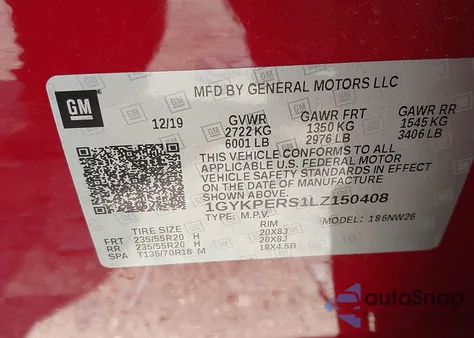 GM
MFD BY GENERAL MOTORS LLC
12/19 GVWR GAWR FRT GAWR RR
2722 KG 1350 KG 1545 KG
6001 LB 2976 LB 3406 LB
THIS VEHICLE CONFORMS TO ALL
APPLICABLE U.S. FEDERAL MOTOR
VEHICLE SAFETY STANDARDS IN EFFECT
ON THE DATE OF MANUFACTURE
SHOWN ABOVE.
1GYKPERS1LZ150408
TYPE: M.P.V. MODEL: 186NW26
TIRE SIZE RIM
FRT 235/55R20 H 20X8J
RR 235/55R20 H 20X8J
SPA T135/70R18 M 18X4.5B
autoSnap